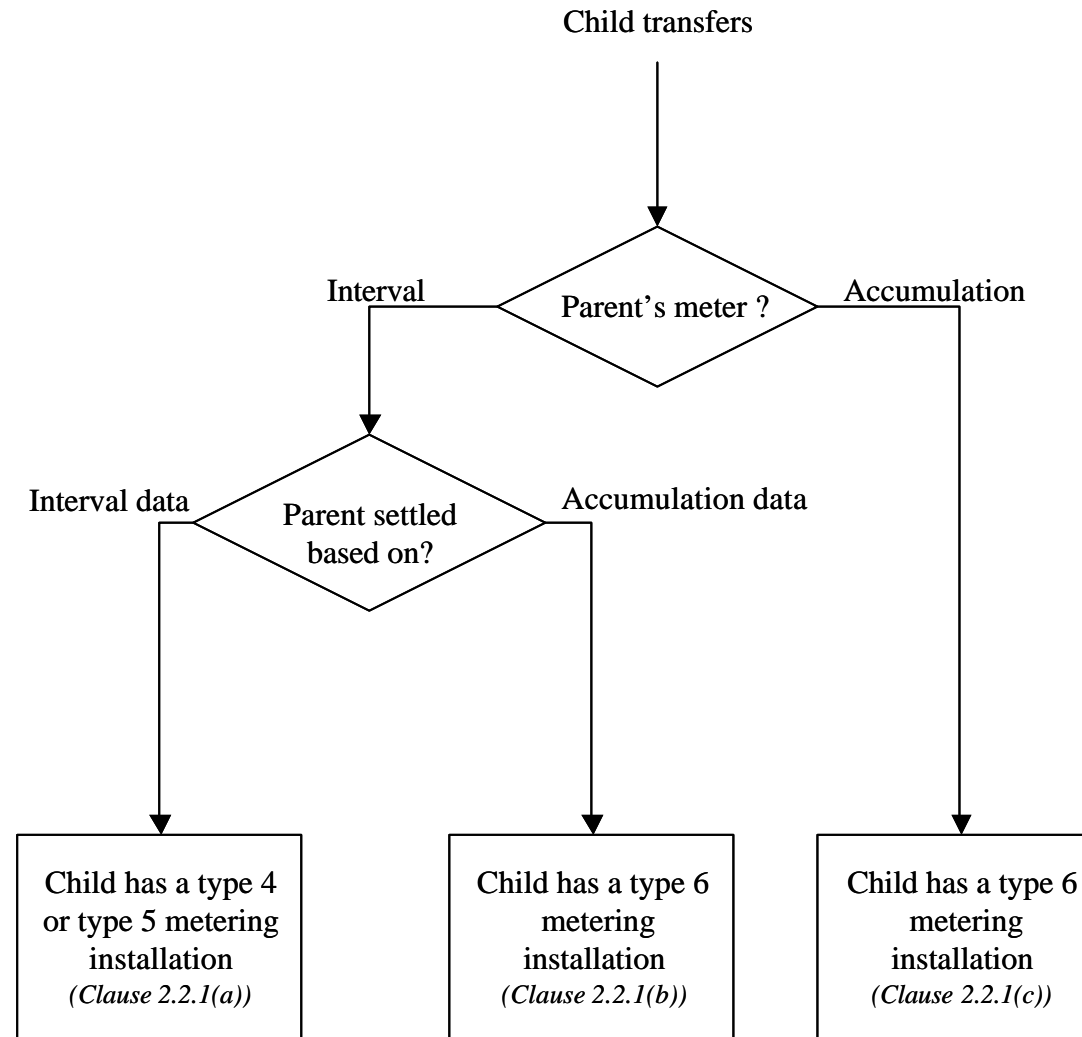 Child transfers
Interval
Parent's meter ?
Accumulation
Interval data
Parent settled
based on?
Accumulation data
Child has a type 4
or type 5 metering
installation
(Clause 2.2.1(a))
Child has a type 6
metering
installation
(Clause 2.2.1(b))
Child has a type 6
metering
installation
(Clause 2.2.1(c))